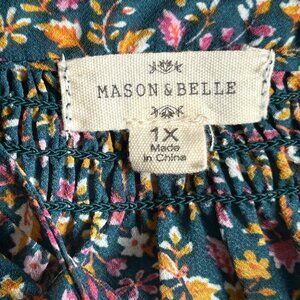 MASON & BELLE
1X
Made
in China